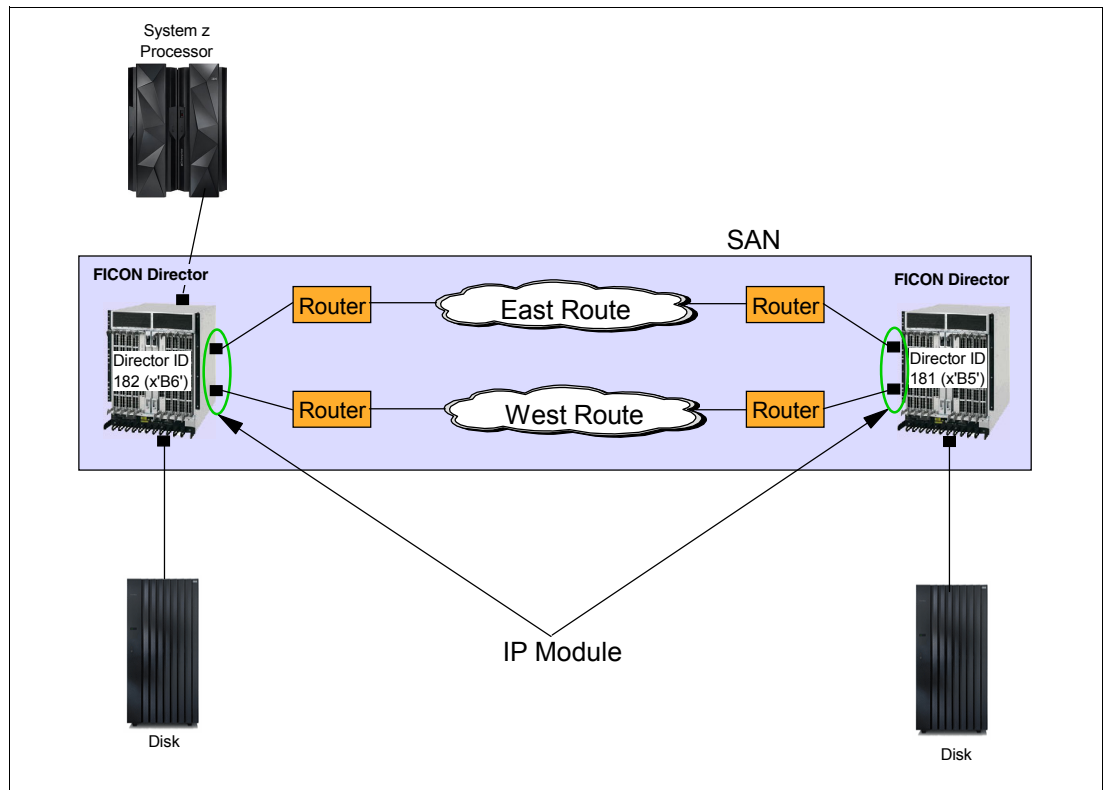 System z
Processor
SAN
FICON Director
FICON Director
Router
East Route
Router
Director ID
182 (x'B6')
Director ID
181 (x'B5')
Router
West Route
Router
IP Module
Disk
Disk